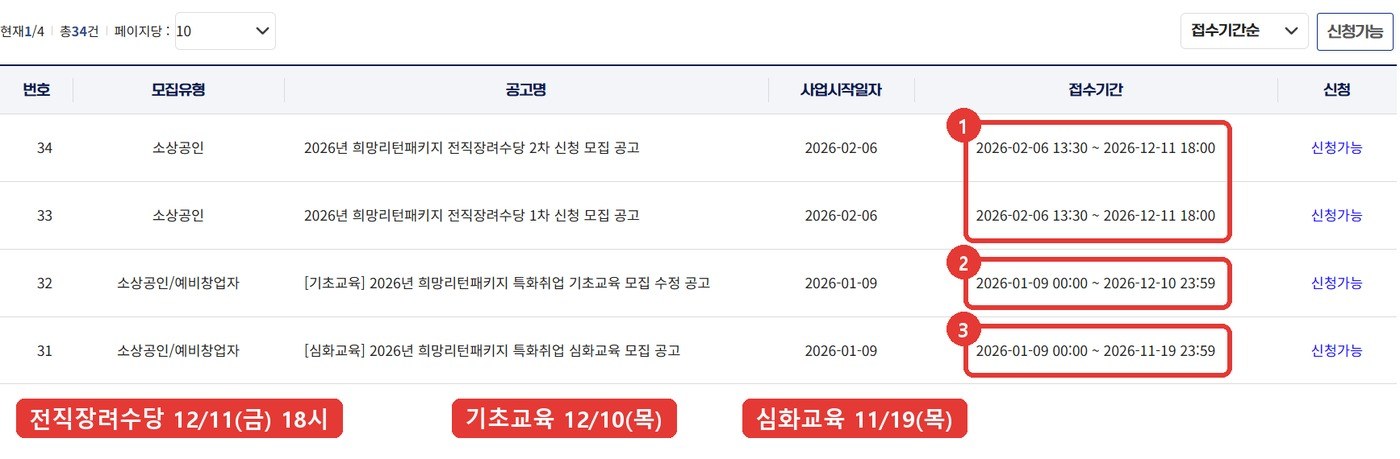 현재1/4 총34건 페이지당 : 10 접수기간순 신청가능
번호 모집유형 공고명 사업시작일자 접수기간 신청
1
34 소상공인 2026년 희망리턴패키지 전직장려수당 2차 신청 모집 공고 2026-02-06 2026-02-06 13:30 ~ 2026-12-11 18:00 신청가능
33 소상공인 2026년 희망리턴패키지 전직장려수당 1차 신청 모집 공고 2026-02-06 2026-02-06 13:30 ~ 2026-12-11 18:00 신청가능
2
32 소상공인/예비창업자 [기초교육] 2026년 희망리턴패키지 특화취업 기초교육 모집 수정 공고 2026-01-09 2026-01-09 00:00 ~ 2026-12-10 23:59 신청가능
3
31 소상공인/예비창업자 [심화교육] 2026년 희망리턴패키지 특화취업 심화교육 모집 공고 2026-01-09 2026-01-09 00:00 ~ 2026-11-19 23:59 신청가능
전직장려수당 12/11(금) 18시 기초교육 12/10(목) 심화교육 11/19(목)